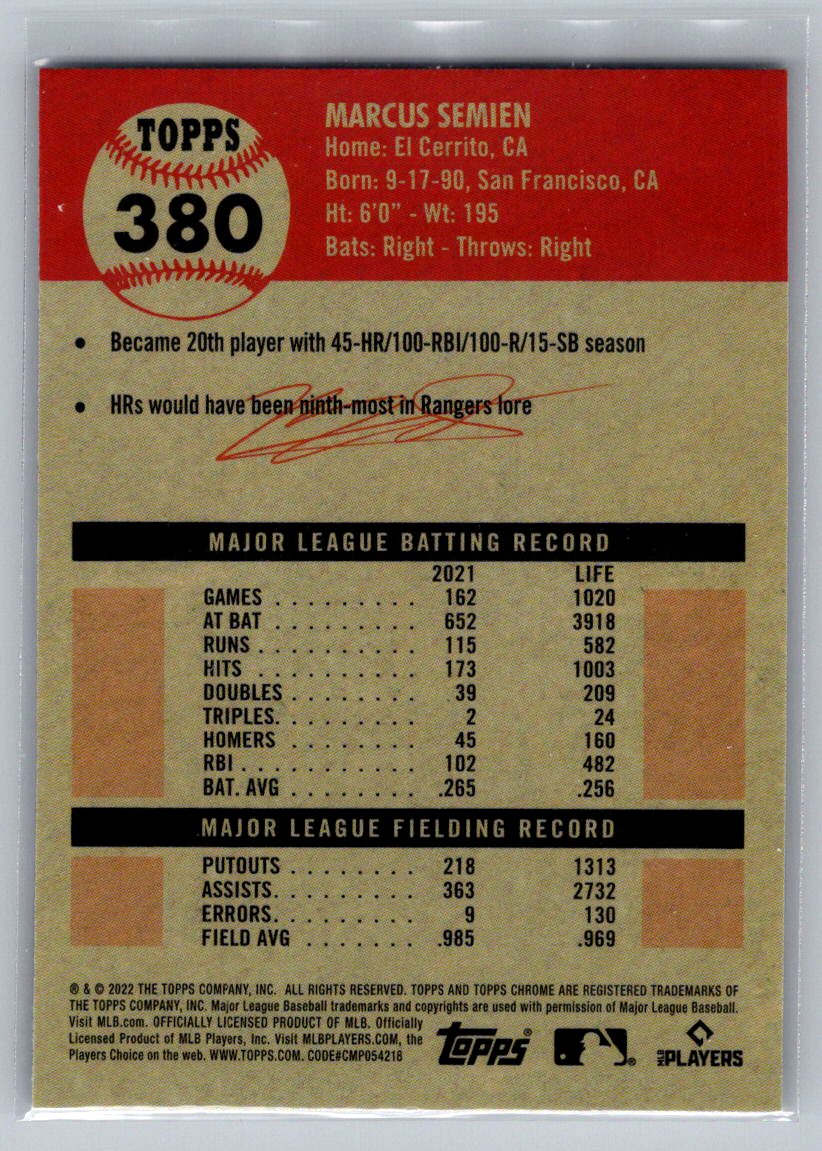 TOPPS
380
MARCUS SEMIEN
Home: El Cerrito, CA
Born: 9-17-90, San Francisco, CA
Ht: 6'0" - Wt: 195
Bats: Right - Throws: Right
• Became 20th player with 45-HR/100-RBI/100-R/15-SB season
• HRs would have been ninth-most in Rangers lore
MAJOR LEAGUE BATTING RECORD
2021 LIFE
GAMES . . . . . . . . . 162 1020
AT BAT . . . . . . . . . 652 3918
RUNS . . . . . . . . . . 115 582
HITS . . . . . . . . . . 173 1003
DOUBLES . . . . . . . . 39 209
TRIPLES. . . . . . . . . 2 24
HOMERS . . . . . . . . 45 160
RBI . . . . . . . . . . . 102 482
BAT. AVG . . . . . . . . .265 .256
MAJOR LEAGUE FIELDING RECORD
PUTOUTS . . . . . . . . 218 1313
ASSISTS. . . . . . . . . 363 2732
ERRORS. . . . . . . . . 9 130
FIELD AVG . . . . . . . .985 .969
® & © 2022 THE TOPPS COMPANY, INC. ALL RIGHTS RESERVED. TOPPS AND TOPPS CHROME ARE REGISTERED TRADEMARKS OF
THE TOPPS COMPANY, INC. Major League Baseball trademarks and copyrights are used with permission of Major League Baseball.
Visit MLB.com. OFFICIALLY LICENSED PRODUCT OF MLB. Officially
Licensed Product of MLB Players, Inc. Visit MLBPLAYERS.COM, the
Players Choice on the web. WWW.TOPPS.COM. CODE#CMP054218
topps®
®
MLB PLAYERS